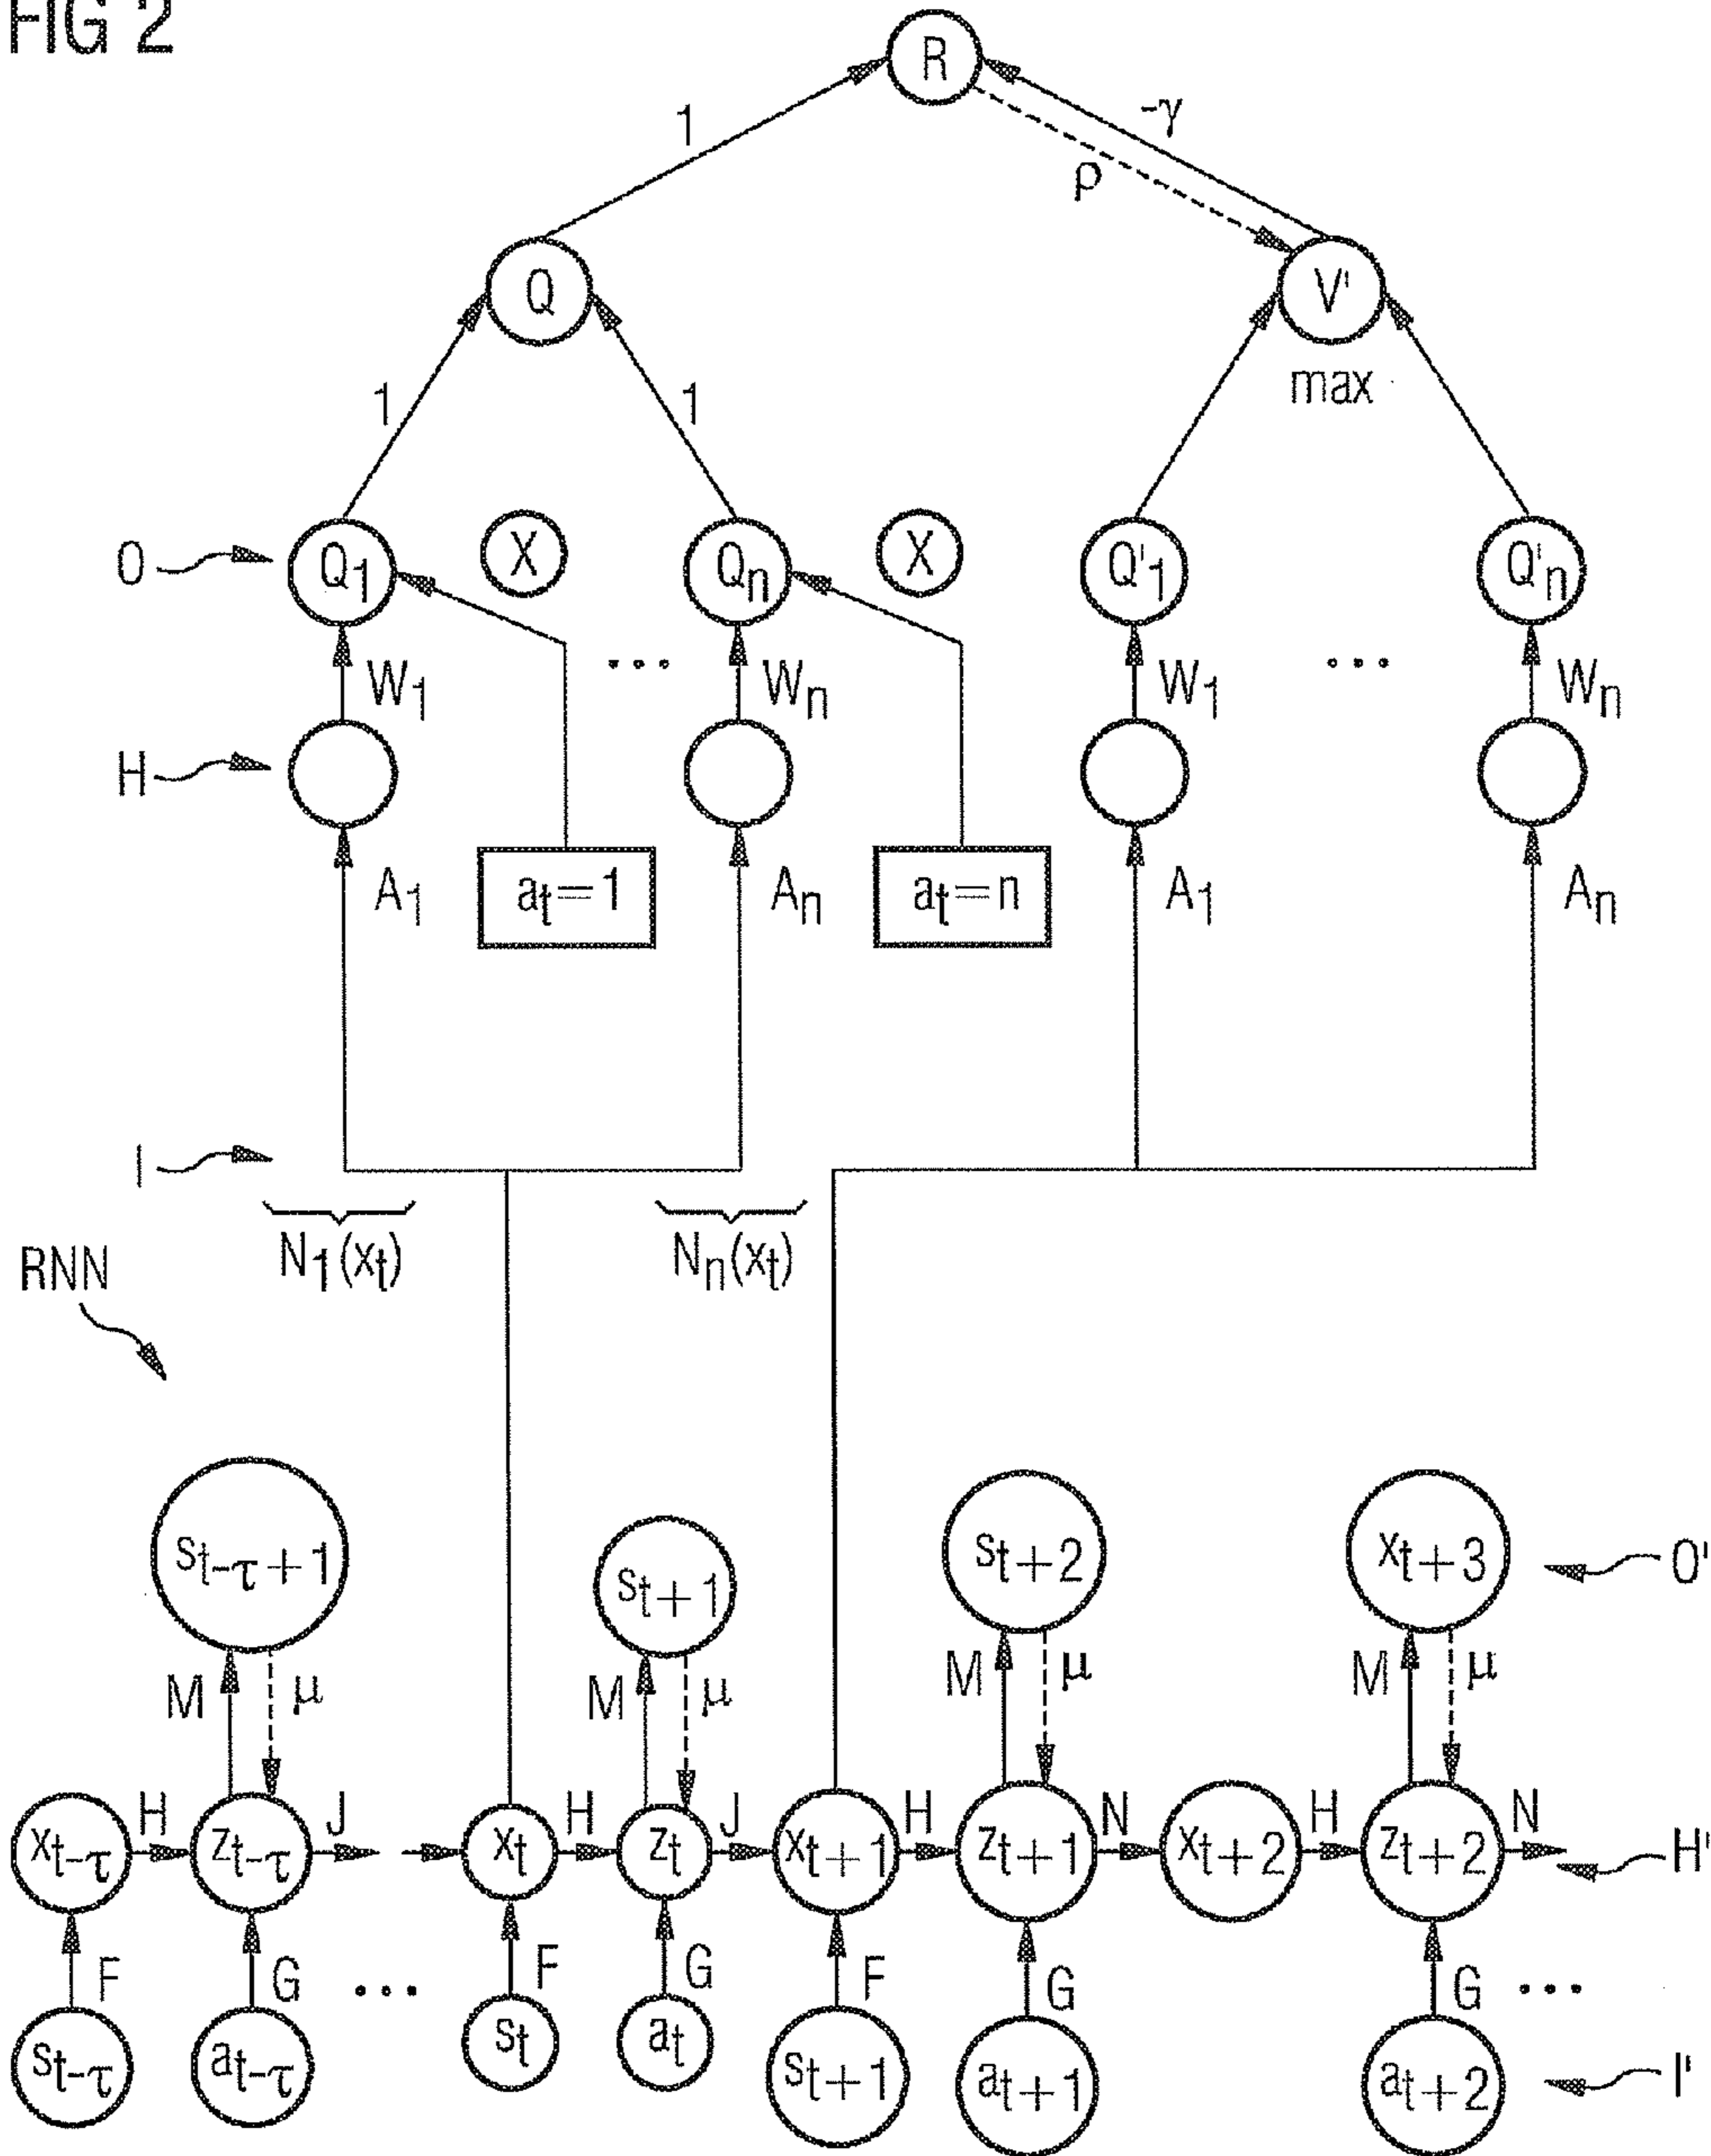 FIG 2
R
1
-γ
ρ
Q
V'
max
1
1
O
Q1
X
Qn
X
Q'1
Q'n
W1
...
Wn
W1
...
Wn
H
A1
at=1
An
at=n
A1
An
I
N1(xt)
Nn(xt)
RNN
st-τ+1
st+1
st+2
xt+3
O'
M
μ
M
μ
M
μ
M
μ
xt-τ
H
zt-τ
J
xt
H
zt
J
xt+1
H
zt+1
N
xt+2
H
zt+2
N
H'
F
G
...
F
G
F
G
G
...
st-τ
at-τ
st
at
st+1
at+1
at+2
I'